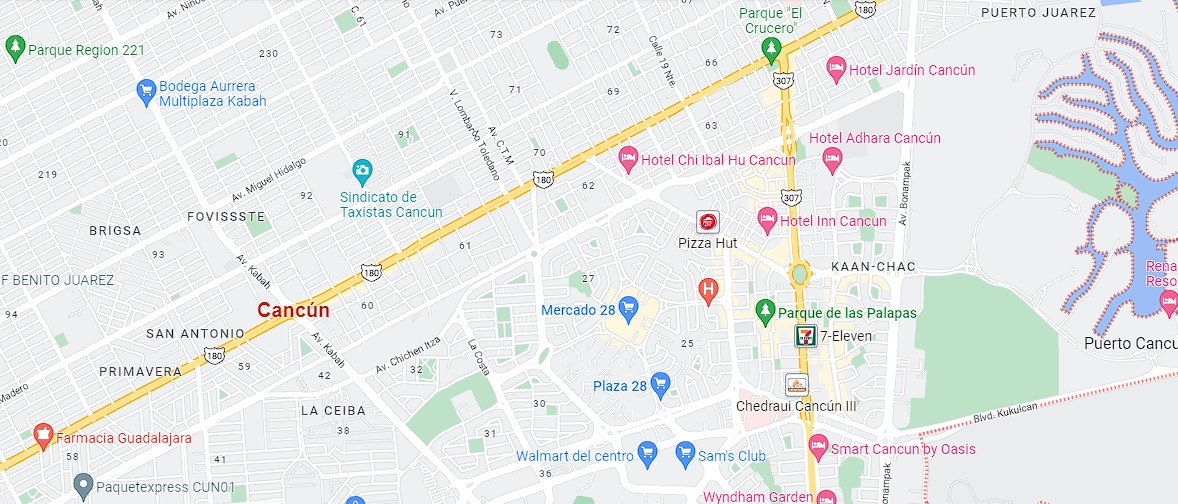 Av. Niños
C. 61
Av. Pue
180
PUERTO JUAREZ
Parque "El
Crucero"
Parque Region 221
230
73
72
Calle 19 Nte.
66
Hotel Jardín Cancún
307
Bodega Aurrera
Multiplaza Kabah
71
69
V. Lombardo Toledano
Av. C.T.M
91
63
20
Hotel Adhara Cancún
70
Hotel Chi Ibal Hu Cancun
219
Av. Miguel Hidalgo
92
Sindicato de
Taxistas Cancun
180
62
307
Av. Bonampak
FOVISSSTE
BRIGSA
Hotel Inn Cancun
Pizza Hut
61
93
Av. Kabah
180
KAAN-CHAC
Rena
Reso
F BENITO JUAREZ
27
H
Cancún
60
Mercado 28
Parque de las Palapas
94
SAN ANTONIO
Av. Kabah
7-Eleven
25
Puerto Cancu
180
Av. Chichen Itza
La Costa
PRIMAVERA
59
42
32
Plaza 28
Madero
Chedraui Cancún III
LA CEIBA
30
Blvd. Kukulcan
38
31
Farmacia Guadalajara
58
41
36
Walmart del centro
Sam's Club
Smart Cancun by Oasis
Paquetexpress CUN01
Wyndham Garden
onampak